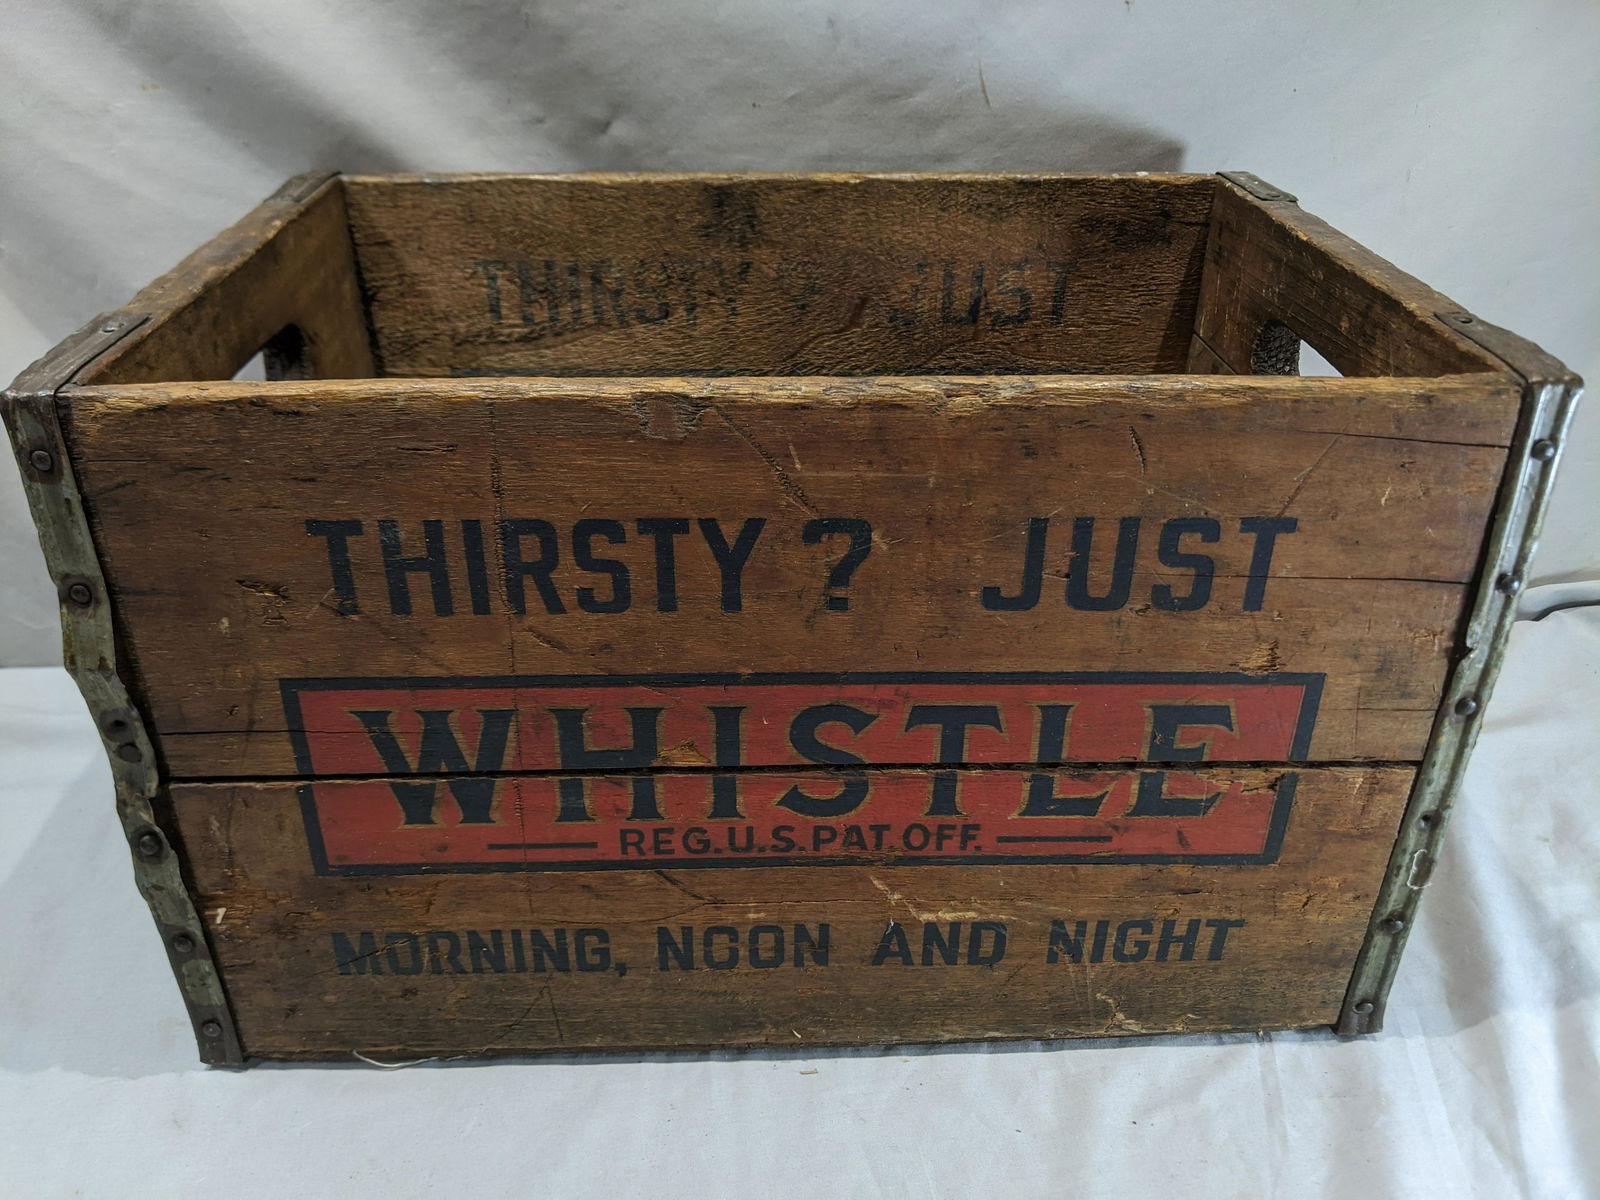 THIRSTY? JUST
THIRSTY? JUST
WHISTLE
REG.U.S.PAT.OFF.
MORNING, NOON AND NIGHT